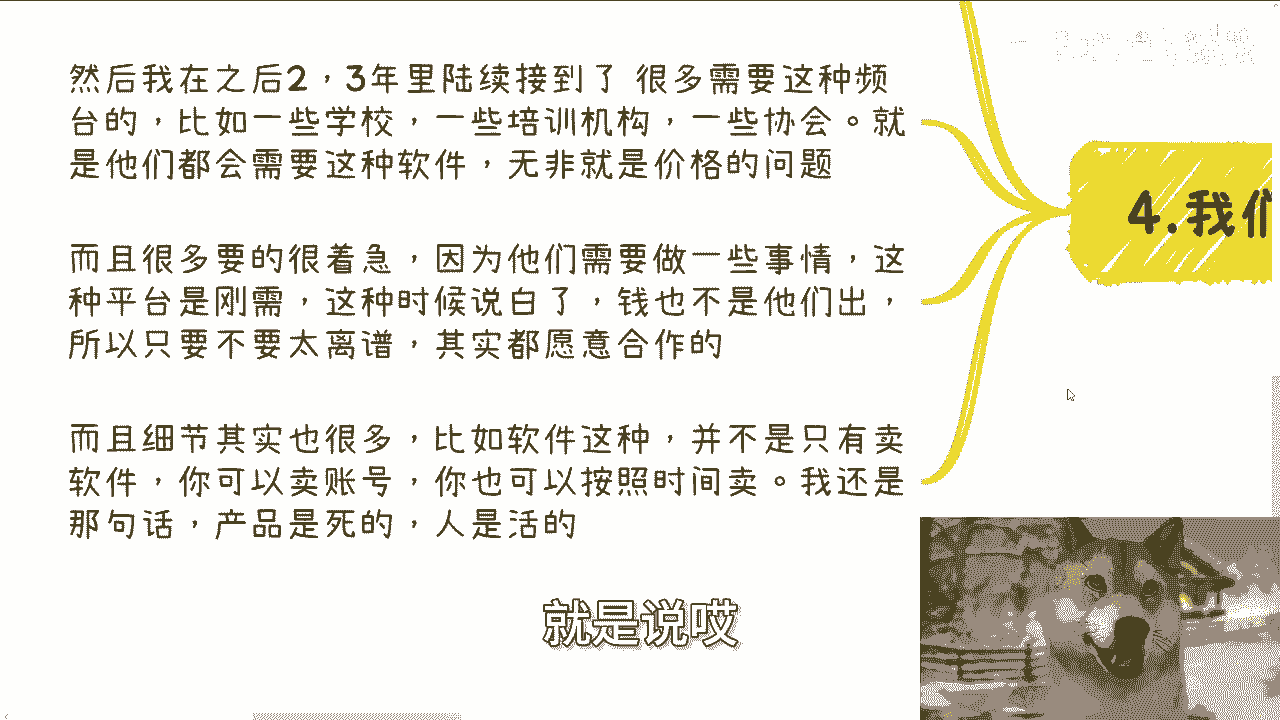 然后我在之后2，3年里陆续接到了 很多需要这种频
台的，比如一些学校，一些培训机构，一些协会。就
是他们都会需要这种软件，无非就是价格的问题
而且很多要的很着急，因为他们需要做一些事情，这
种平台是刚需，这种时候说白了，钱也不是他们出，
所以只要不要太离谱，其实都愿意合作的
而且细节其实也很多，比如软件这种，并不是只有卖
软件，你可以卖账号，你也可以按照时间卖。我还是
那句话，产品是死的，人是活的
4.我们
就是说哎